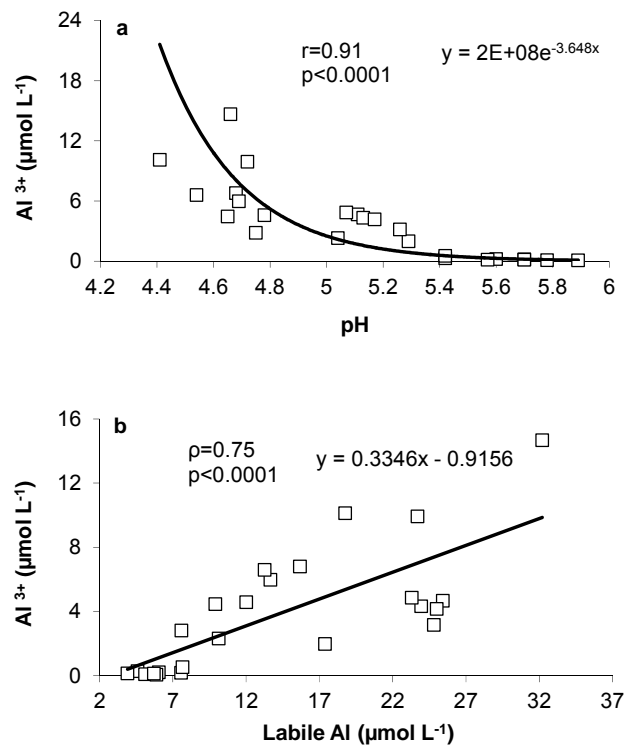 a
r=0.91
p<0.0001
y = 2E+08e^-3.648x
Al ³⁺ (µmol L⁻¹)
24
18
12
6
0
4.2 4.4 4.6 4.8 5 5.2 5.4 5.6 5.8 6
pH
b
ρ=0.75
p<0.0001
y = 0.3346x - 0.9156
Al ³⁺ (µmol L⁻¹)
16
12
8
4
0
2 7 12 17 22 27 32 37
Labile Al (µmol L⁻¹)